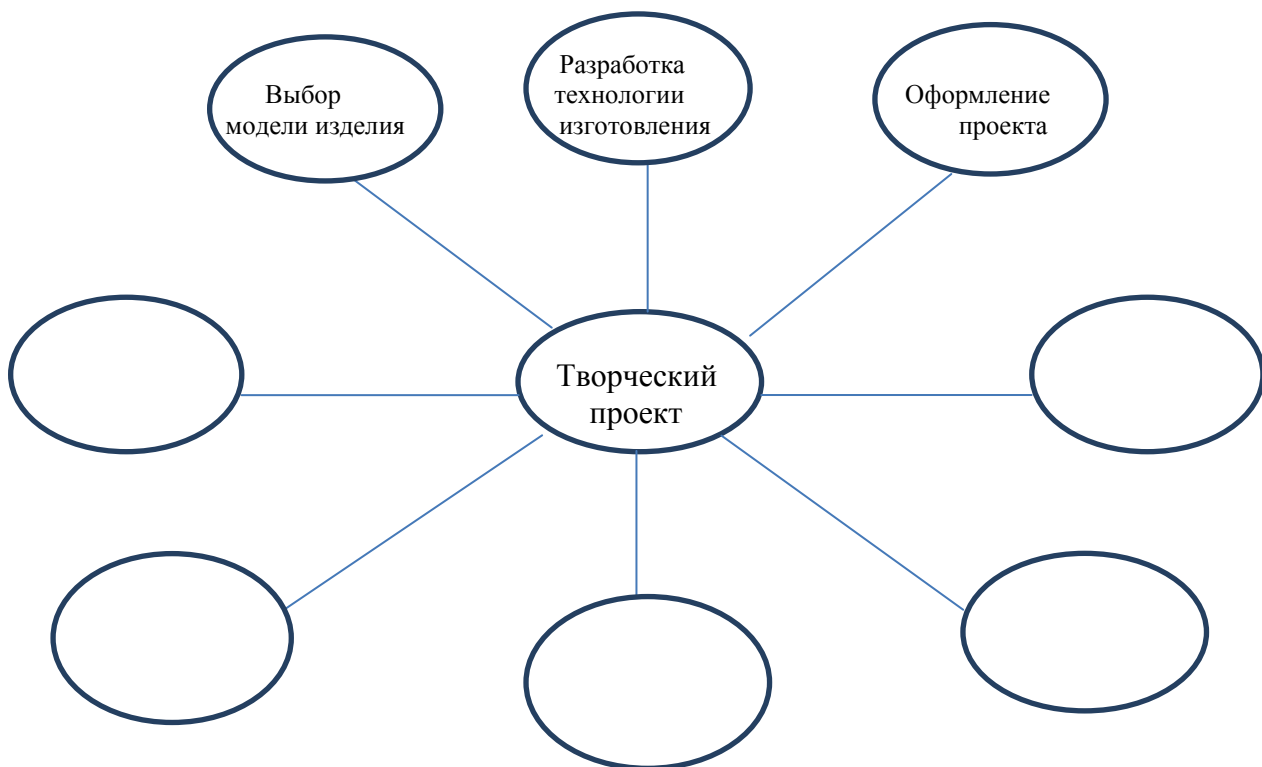 Выбор
модели изделия
Разработка
технологии
изготовления
Оформление
проекта
Творческий
проект